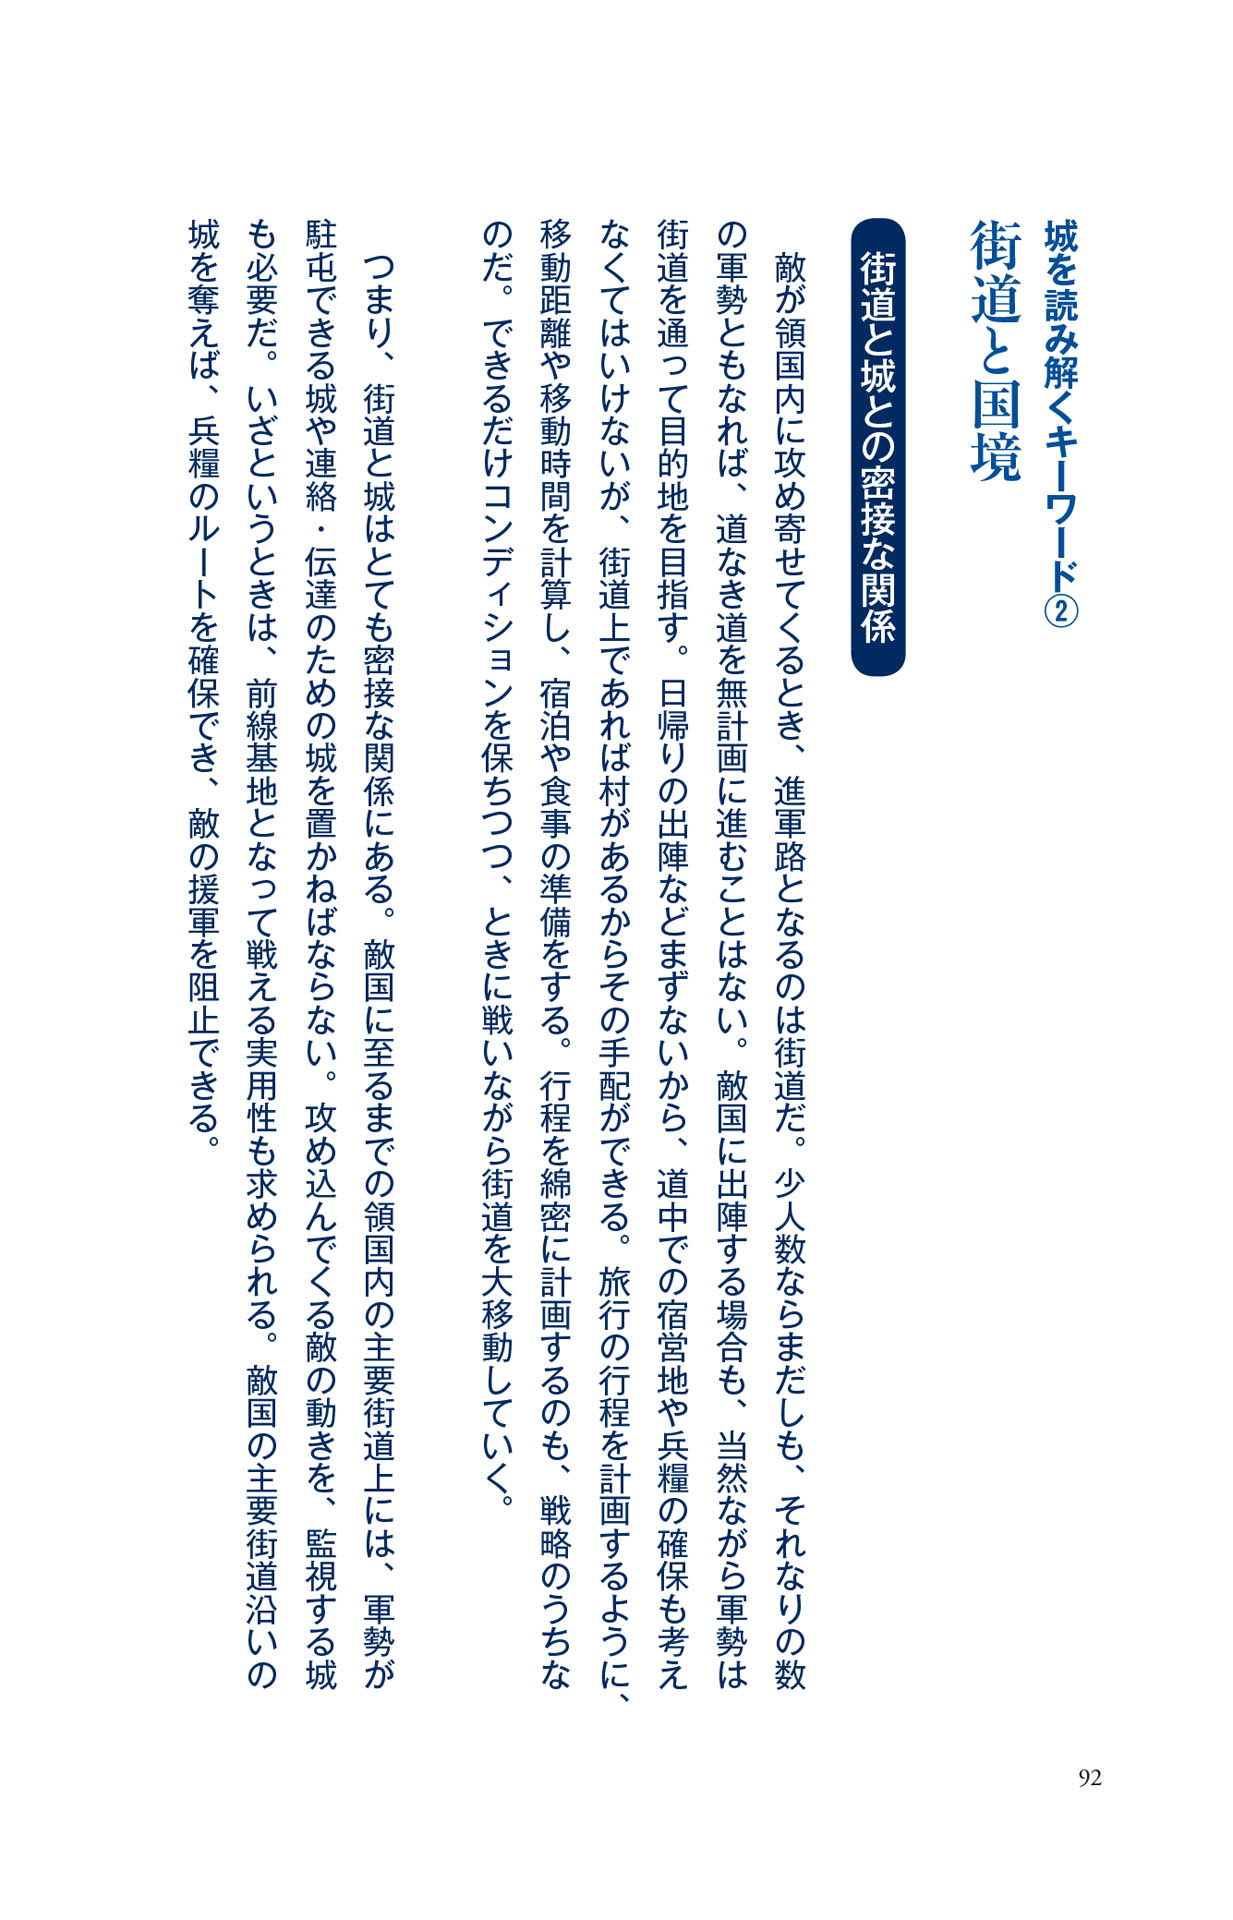 城を読み解くキーワード②
街道と国境
街道と城との密接な関係
敵が領国内に攻め寄せてくるとき、進軍路となるのは街道だ。少人数ならまだしも、それなりの数
の軍勢ともなれば、道なき道を無計画に進むことはない。敵国に出陣する場合も、当然ながら軍勢は
街道を通って目的地を目指す。日帰りの出陣などまずないから、道中での宿営地や兵糧の確保も考え
なくてはいけないが、街道上であれば村があるからその手配ができる。旅行の行程を計画するように、
移動距離や移動時間を計算し、宿泊や食事の準備をする。行程を綿密に計画するのも、戦略のうちな
のだ。できるだけコンディションを保ちつつ、ときに戦いながら街道を大移動していく。
つまり、街道と城はとても密接な関係にある。敵国に至るまでの領国内の主要街道上には、軍勢が
駐屯できる城や連絡・伝達のための城を置かねばならない。攻め込んでくる敵の動きを、監視する城
も必要だ。いざというときは、前線基地となって戦える実用性も求められる。敵国の主要街道沿いの
城を奪えば、兵糧のルートを確保でき、敵の援軍を阻止できる。
92